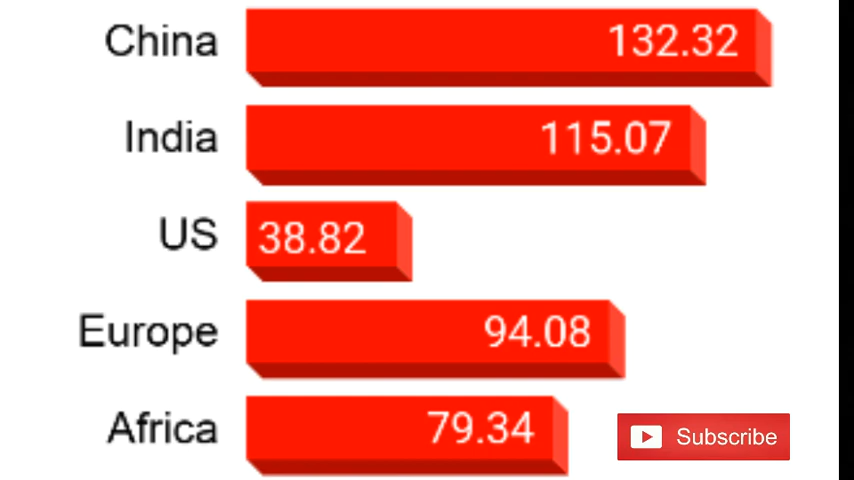 China 132.32
India 115.07
US 38.82
Europe 94.08
Africa 79.34
Subscribe